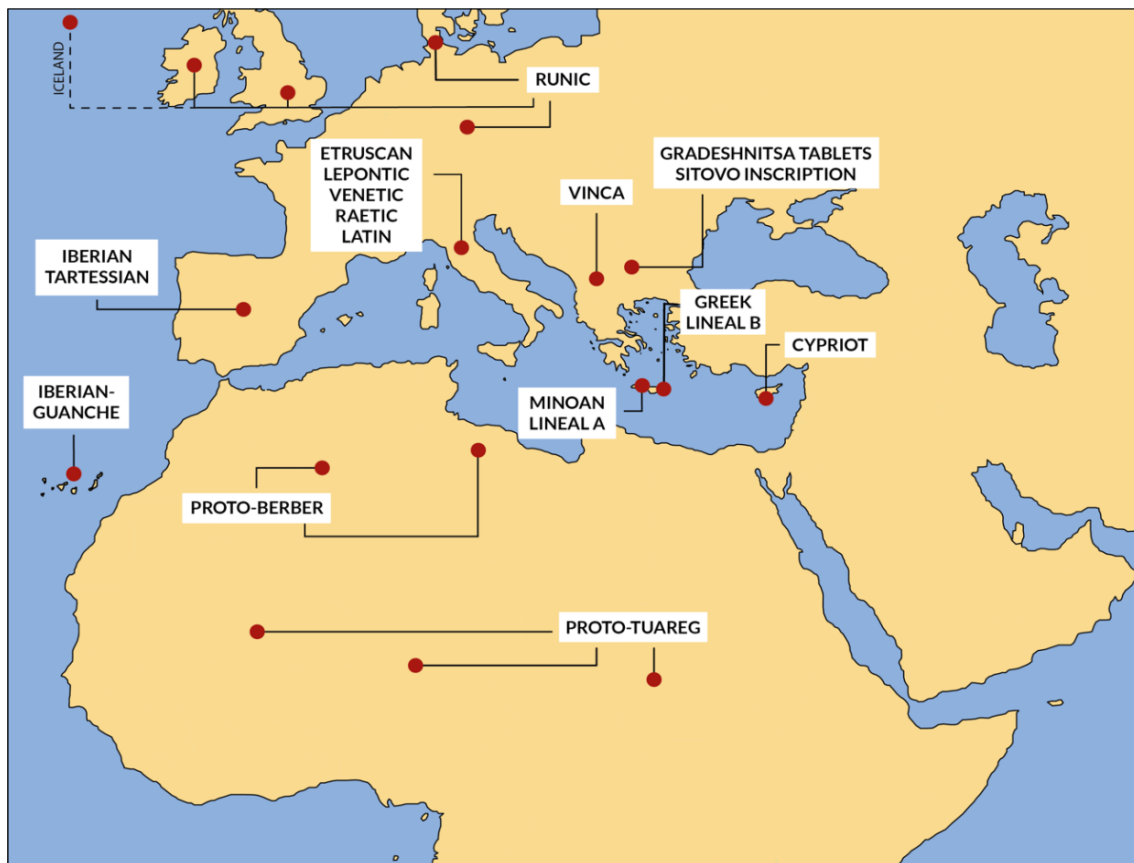 ICELAND
RUNIC
ETRUSCAN
LEPONTIC
VENETIC
RAETIC
LATIN
GRADESHNITSA TABLETS
SITOVO INSCRIPTION
VINCA
IBERIAN
TARTESSIAN
GREEK
LINEAL B
CYPRIOT
IBERIAN-
GUANCHE
MINOAN
LINEAL A
PROTO-BERBER
PROTO-TUAREG